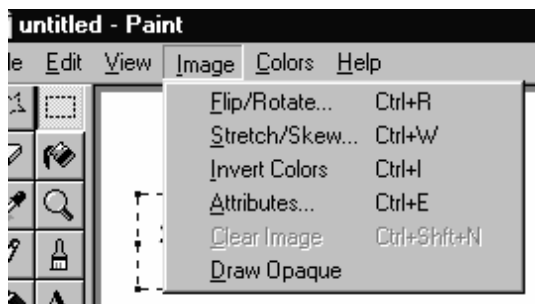 untitled - Paint
le Edit View Image Colors Help
Flip/Rotate... Ctrl+R
Stretch/Skew... Ctrl+W
Invert Colors Ctrl+I
Attributes... Ctrl+E
Clear Image Ctrl+Shft+N
Draw Opaque
A